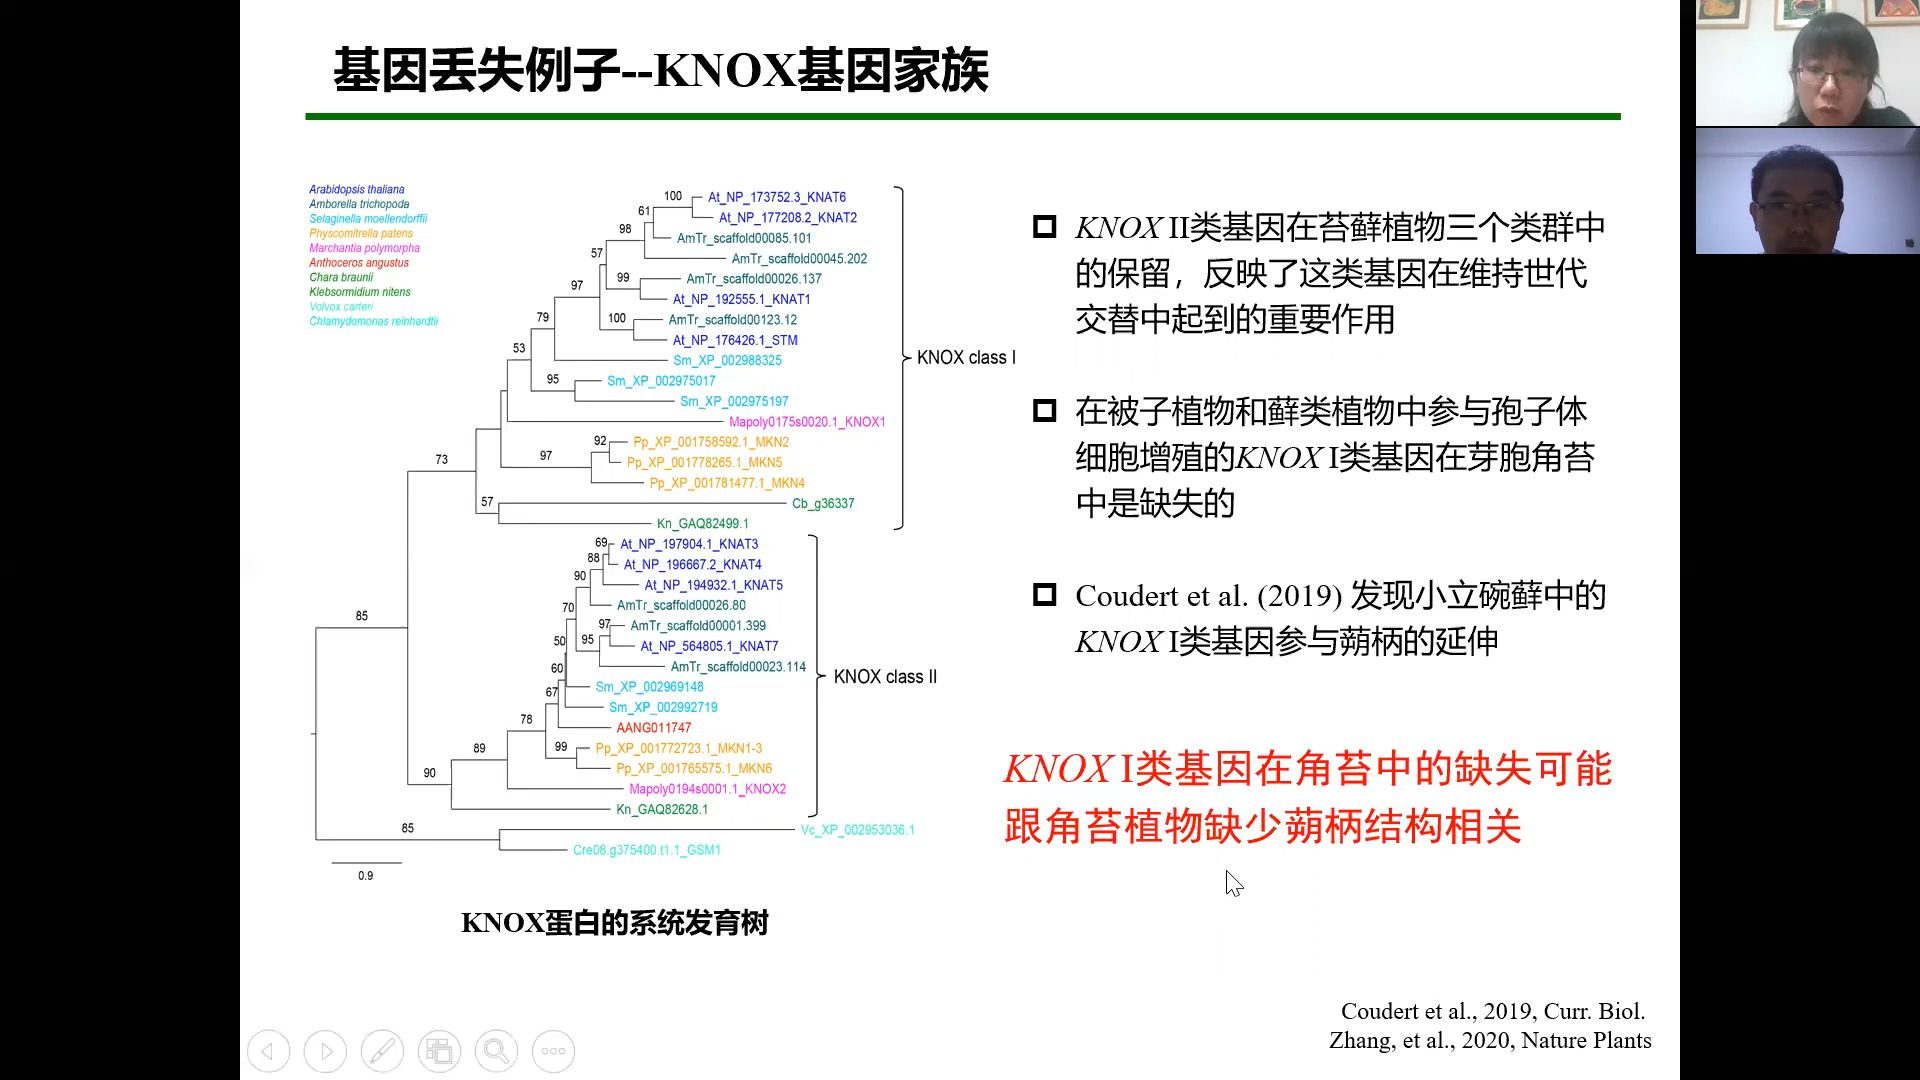 基因丢失例子--KNOX基因家族
Arabidopsis thaliana
Amborella trichopoda
Selaginella moellendorffii
Physcomitrella patens
Marchantia polymorpha
Anthoceros angustus
Chara braunii
Klebsormidium nitens
Volvox carteri
Chlamydomonas reinhardtii
100 At_NP_173752.3_KNAT6
61 At_NP_177208.2_KNAT2
98 AmTr_scaffold00085.101
57 AmTr_scaffold00045.202
99 AmTr_scaffold00026.137
97 At_NP_192555.1_KNAT1
79 100 AmTr_scaffold00123.12
At_NP_176426.1_STM
53 Sm_XP_002988325
95 Sm_XP_002975017
Sm_XP_002975197
Mapoly0175s0020.1_KNOX1
92 Pp_XP_001758592.1_MKN2
73 97 Pp_XP_001778265.1_MKN5
Pp_XP_001781477.1_MKN4
57 Cb_g36337
Kn_GAQ82499.1
KNOX class I
69 At_NP_197904.1_KNAT3
88 At_NP_196667.2_KNAT4
90 At_NP_194932.1_KNAT5
70 AmTr_scaffold00026.80
85 97 AmTr_scaffold00001.399
50 95 At_NP_564805.1_KNAT7
60 AmTr_scaffold00023.114
67 Sm_XP_002969148
Sm_XP_002992719
78 AANG011747
89 99 Pp_XP_001772723.1_MKN1-3
90 Pp_XP_001765575.1_MKN6
Mapoly0194s0001.1_KNOX2
Kn_GAQ82628.1
KNOX class II
85 Vc_XP_002953036.1
Cre08.g375400.t1.1_GSM1
0.9
KNOX蛋白的系统发育树
KNOX II类基因在苔藓植物三个类群中
的保留，反映了这类基因在维持世代
交替中起到的重要作用
在被子植物和藓类植物中参与孢子体
细胞增殖的KNOX I类基因在芽胞角苔
中是缺失的
Coudert et al. (2019) 发现小立碗藓中的
KNOX I类基因参与蒴柄的延伸
KNOX I类基因在角苔中的缺失可能
跟角苔植物缺少蒴柄结构相关
Coudert et al., 2019, Curr. Biol.
Zhang, et al., 2020, Nature Plants